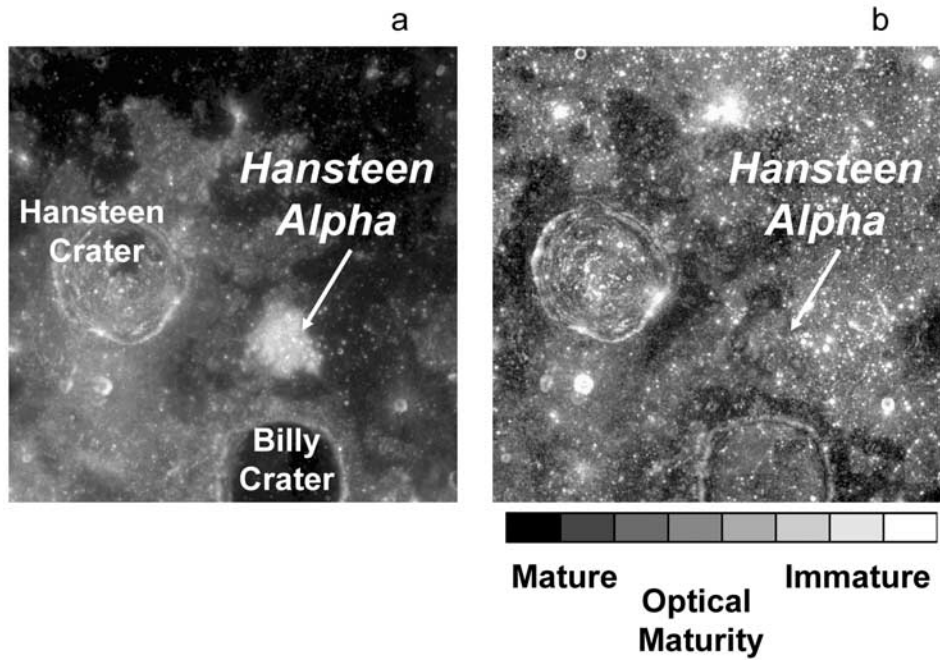 a
Hansteen
Alpha
Hansteen
Crater
Billy
Crater
b
Hansteen
Alpha
Mature
Immature
Optical
Maturity